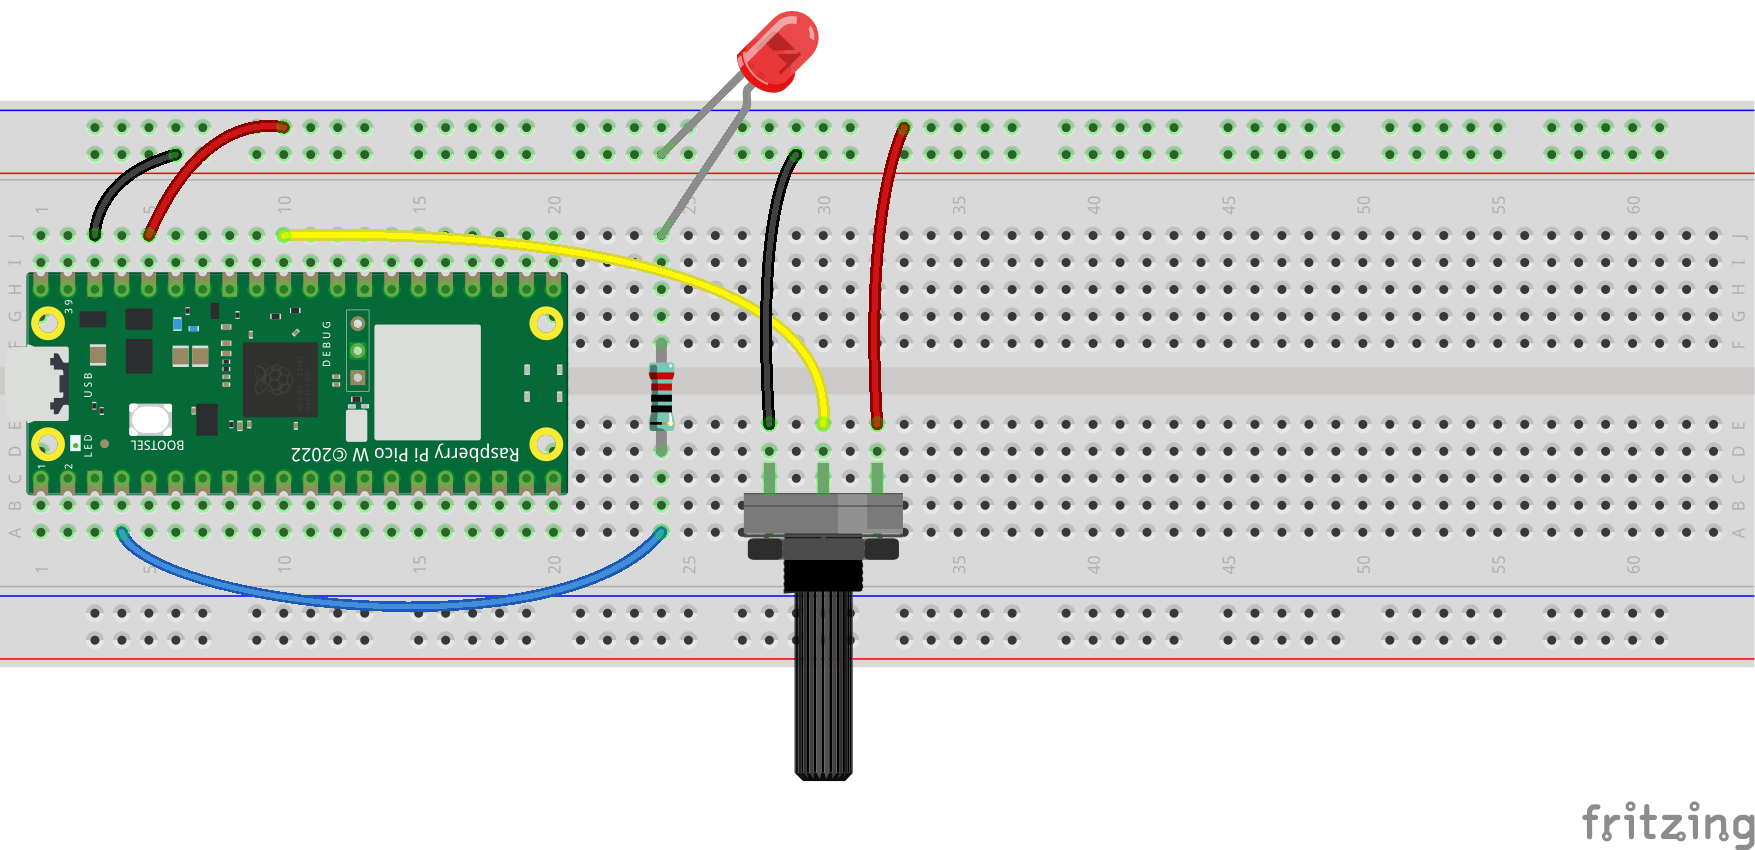 1 5 10 15 20 25 30 35 40 45 50 55 60
J J
I I
H H
G G
F F
39
DEBUG
USB
BOOTSEL
LED
Raspberry Pi Pico W ©2022
1 2
E E
D D
C C
B B
A A
1 5 10 15 20 25 30 35 40 45 50 55 60
fritzing